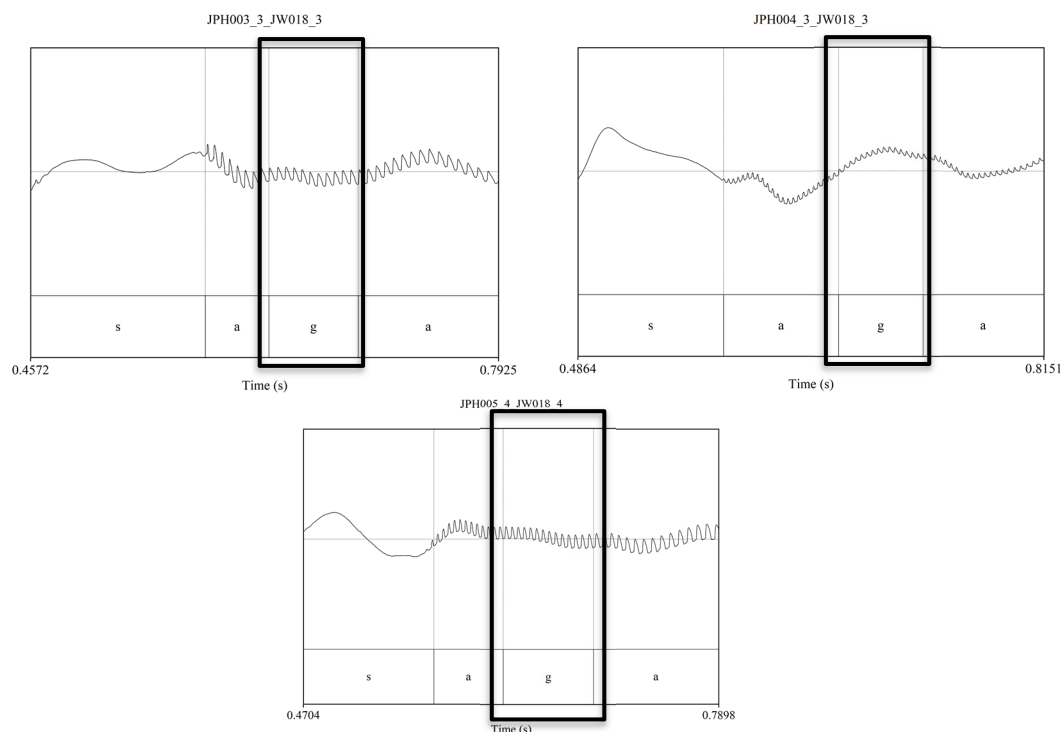 JPH003_3_JW018_3
s a g a
0.4572 0.7925
Time (s)
JPH004_3_JW018_3
s a g a
0.4864 0.8151
Time (s)
JPH005_4_JW018_4
s a g a
0.4704 0.7898
Time (s)